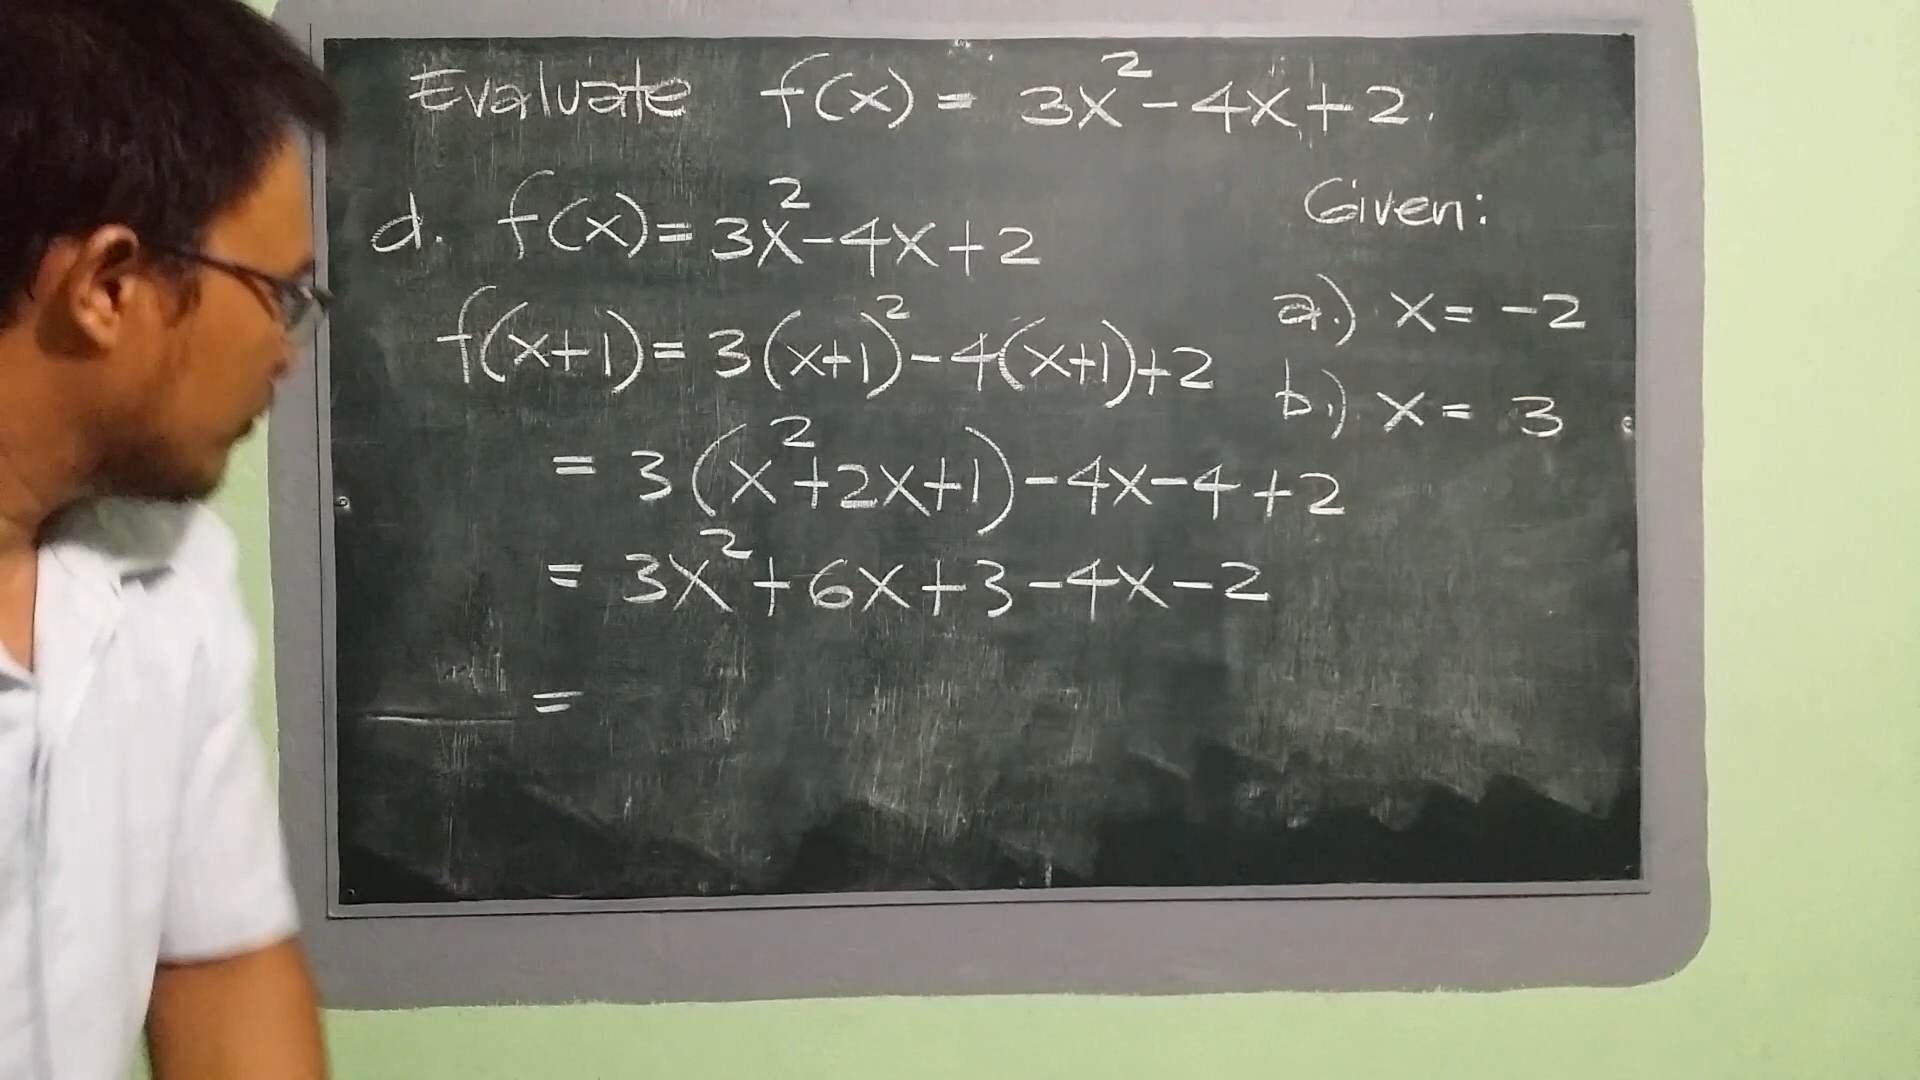 Evaluate f(x) = 3x² - 4x + 2.
d. f(x) = 3x² - 4x + 2
f(x+1) = 3(x+1)² - 4(x+1) + 2
= 3(x² + 2x + 1) - 4x - 4 + 2
= 3x² + 6x + 3 - 4x - 2
=
Given:
a.) x = -2
b.) x = 3